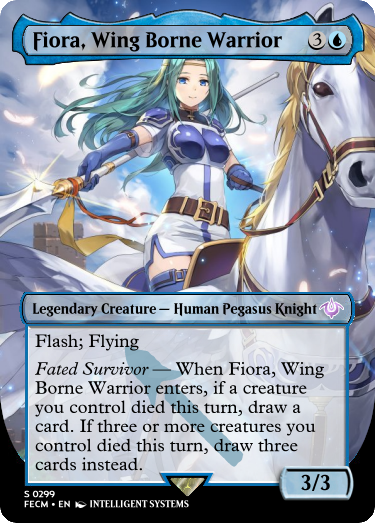 Fiora, Wing Borne Warrior 3
Legendary Creature — Human Pegasus Knight
Flash; Flying
Fated Survivor — When Fiora, Wing
Borne Warrior enters, if a creature
you control died this turn, draw a
card. If three or more creatures you
control died this turn, draw three
cards instead.
3/3
S 0299
FECM • EN INTELLIGENT SYSTEMS